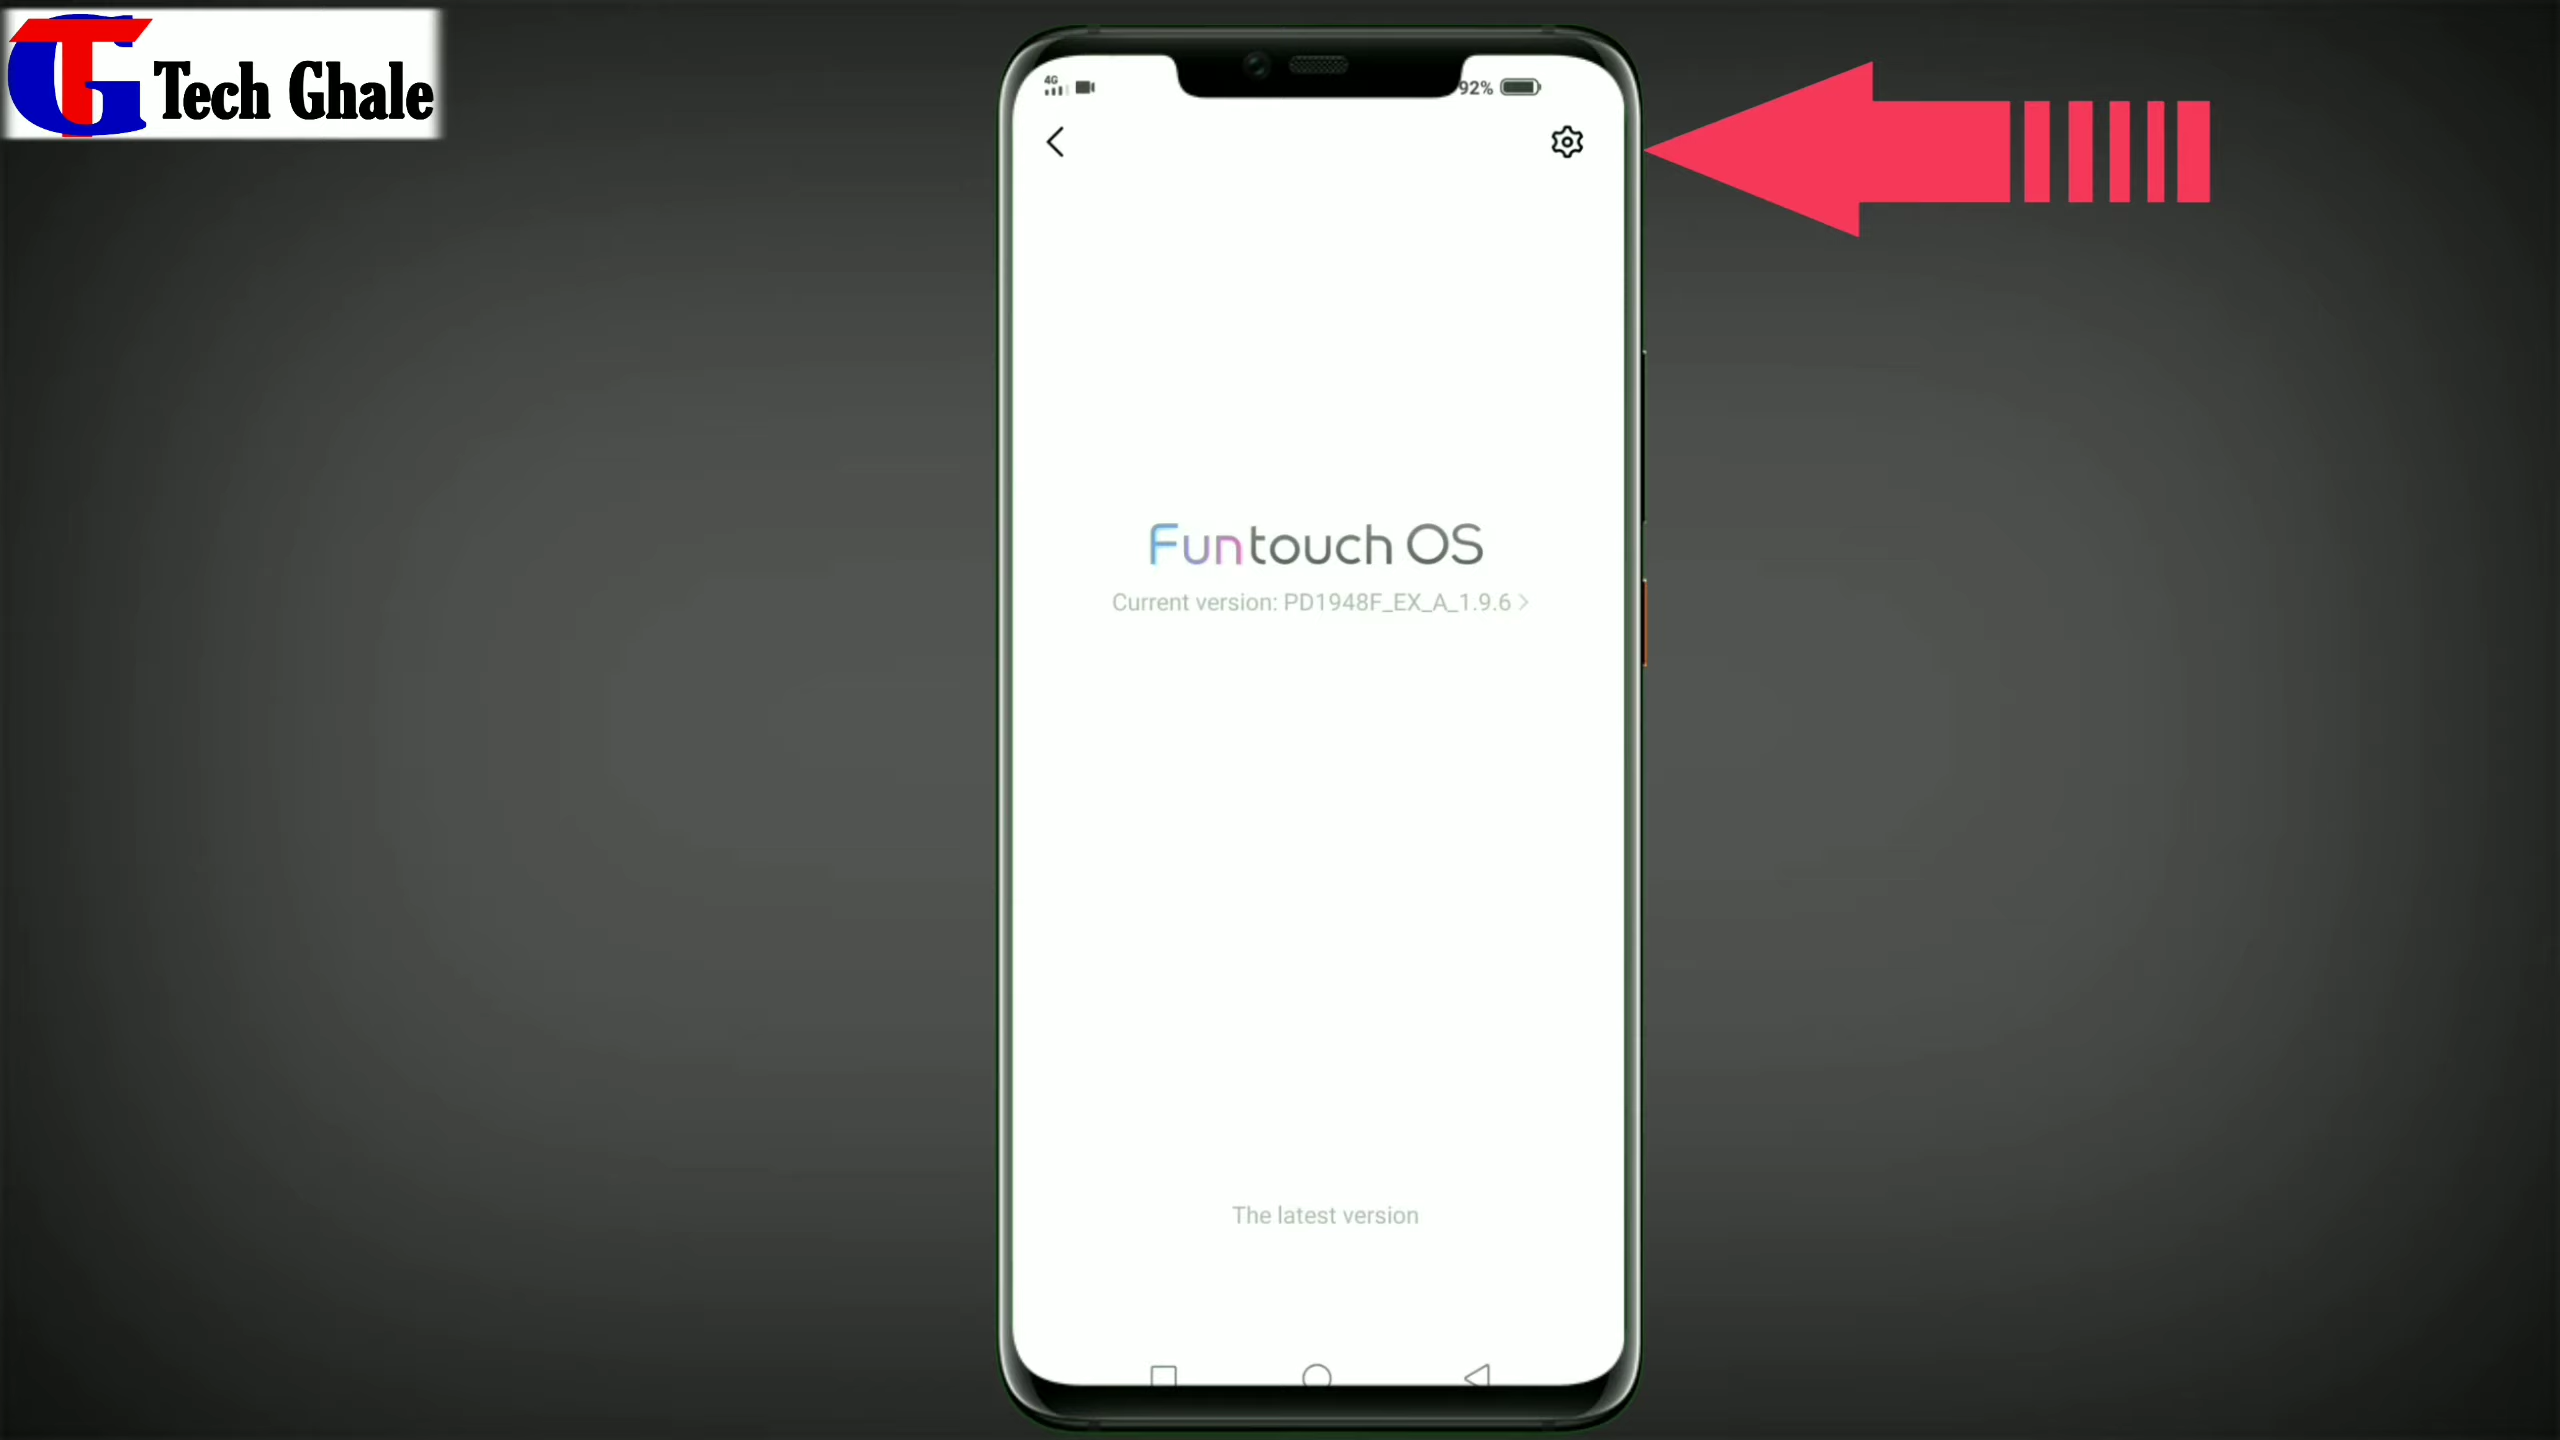 Tech Ghale
4G
92%
Funtouch OS
Current version: PD1948F_EX_A_1.9.6 >
The latest version